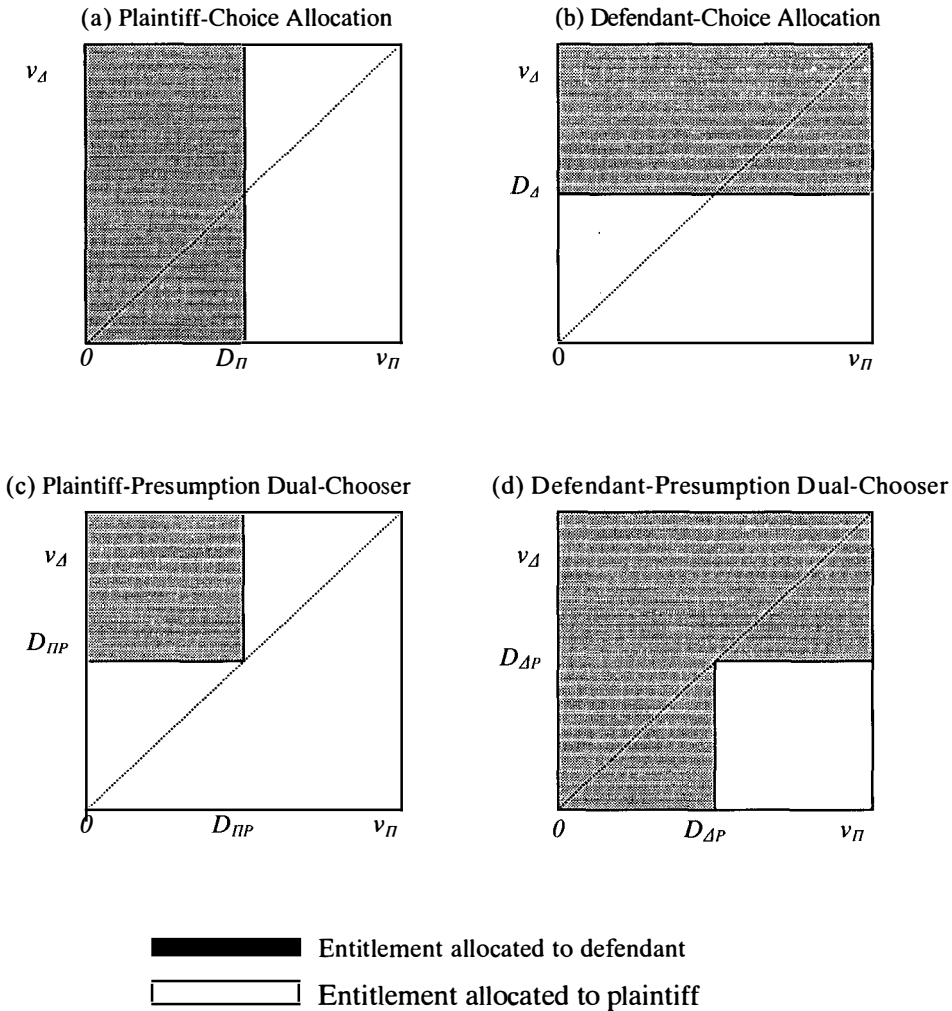 (a) Plaintiff-Choice Allocation
v_Δ
0
D_Π
v_Π
(b) Defendant-Choice Allocation
v_Δ
D_Δ
0
v_Π
(c) Plaintiff-Presumption Dual-Chooser
v_Δ
D_ΠP
0
D_ΠP
v_Π
(d) Defendant-Presumption Dual-Chooser
v_Δ
D_ΔP
0
D_ΔP
v_Π
Entitlement allocated to defendant
Entitlement allocated to plaintiff